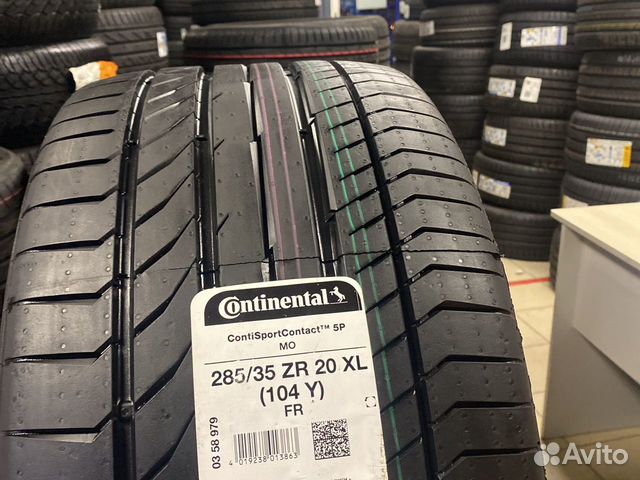 Continental
ContiSportContact™ 5P
MO
285/35 ZR 20 XL
(104 Y)
FR
03 58 979
4 019238 013863
Avito